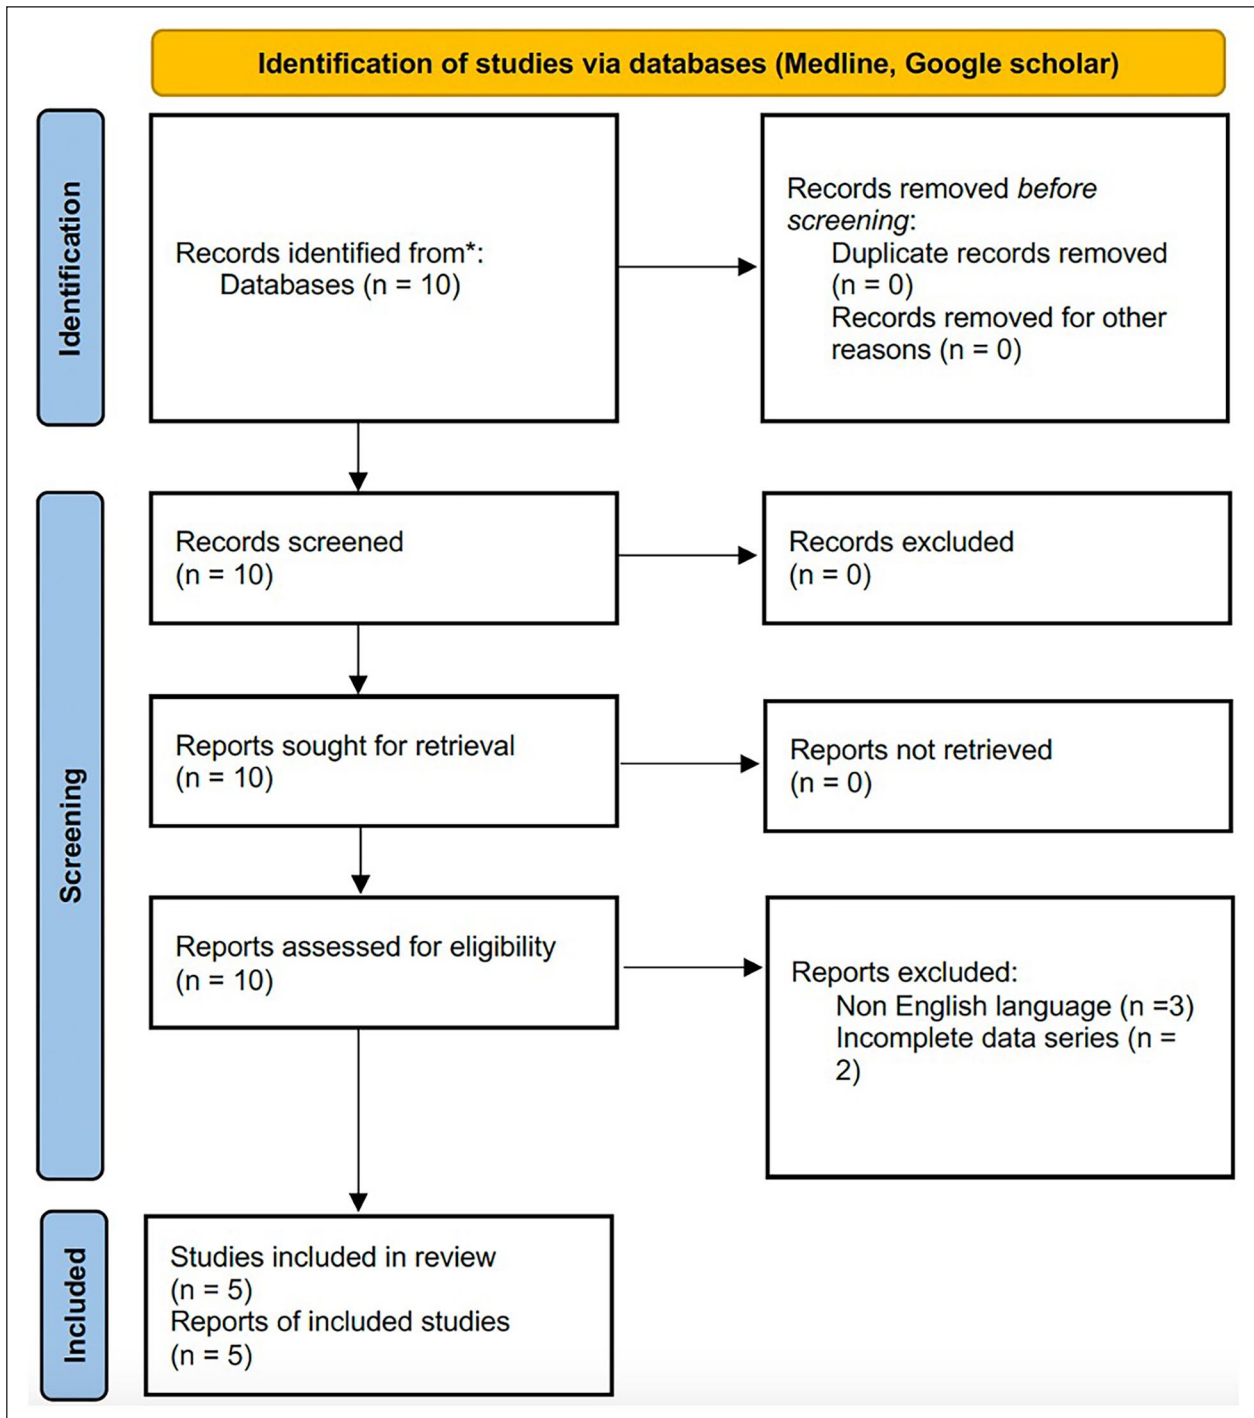 Identification of studies via databases (Medline, Google scholar)
Identification
Records identified from*:
Databases (n = 10)
Records removed before
screening:
Duplicate records removed
(n = 0)
Records removed for other
reasons (n = 0)
Screening
Records screened
(n = 10)
Records excluded
(n = 0)
Reports sought for retrieval
(n = 10)
Reports not retrieved
(n = 0)
Reports assessed for eligibility
(n = 10)
Reports excluded:
Non English language (n =3)
Incomplete data series (n =
2)
Included
Studies included in review
(n = 5)
Reports of included studies
(n = 5)